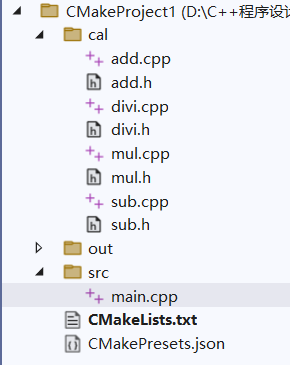 CMakeProject1 (D:\C++程序设计
cal
add.cpp
add.h
divi.cpp
divi.h
mul.cpp
mul.h
sub.cpp
sub.h
out
src
main.cpp
CMakeLists.txt
CMakePresets.json